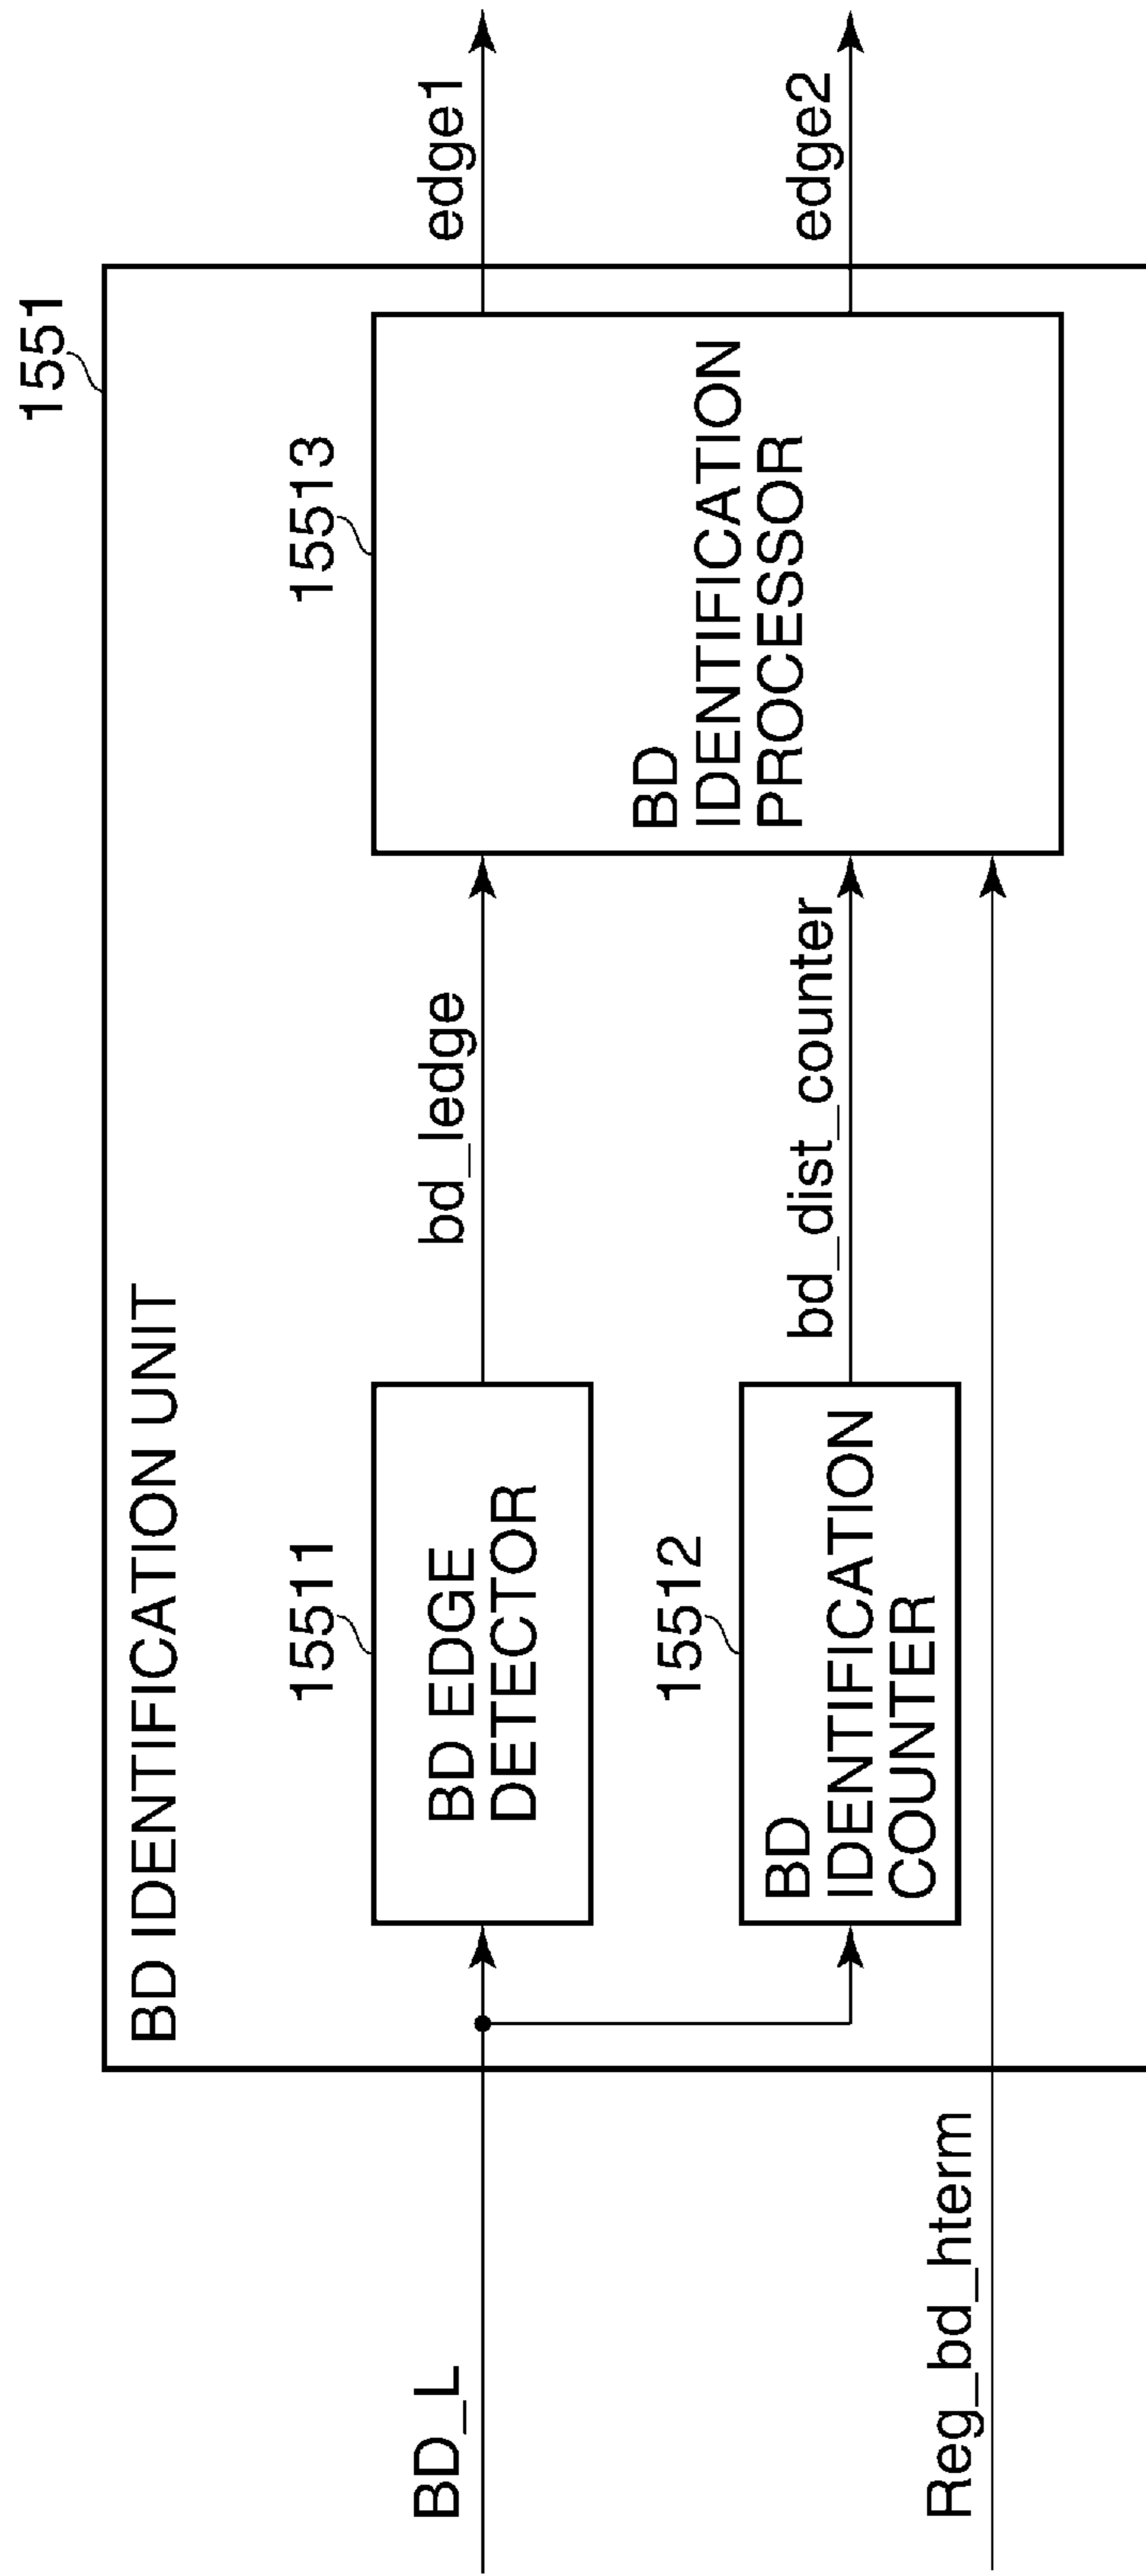 1551
BD IDENTIFICATION UNIT
15511
BD EDGE
DETECTOR
15512
BD
IDENTIFICATION
COUNTER
15513
BD
IDENTIFICATION
PROCESSOR
BD_L
Reg_bd_hterm
bd_ledge
bd_dist_counter
edge1
edge2